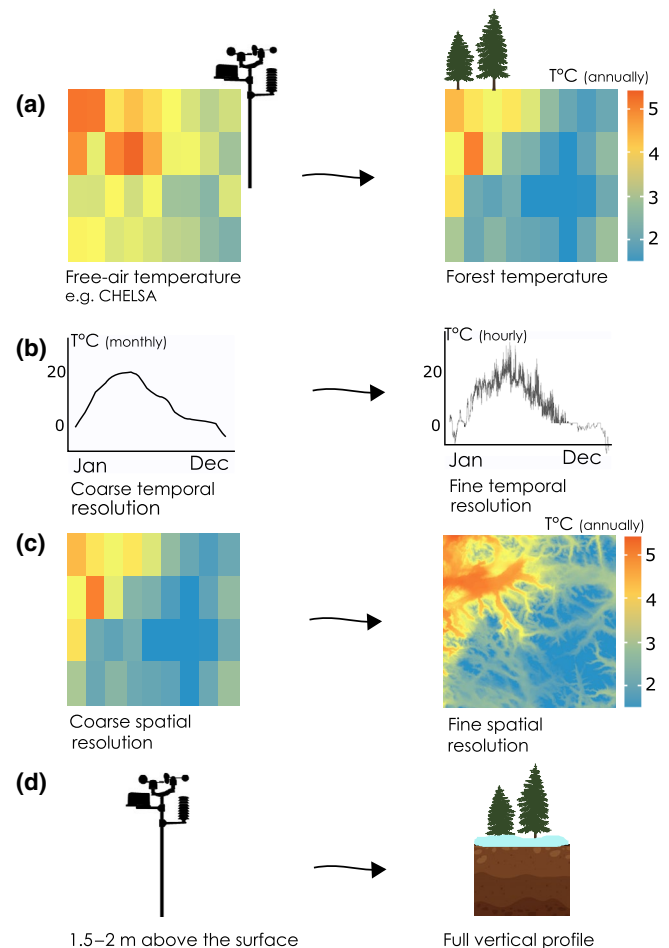 (a)
T°C (annually)
5
4
3
2
Free-air temperature
e.g. CHELSA
Forest temperature
(b)
T°C (monthly)
20
0
Jan
Dec
Coarse temporal
resolution
T°C (hourly)
20
0
Jan
Dec
Fine temporal
resolution
(c)
T°C (annually)
5
4
3
2
Coarse spatial
resolution
Fine spatial
resolution
(d)
1.5–2 m above the surface
Full vertical profile